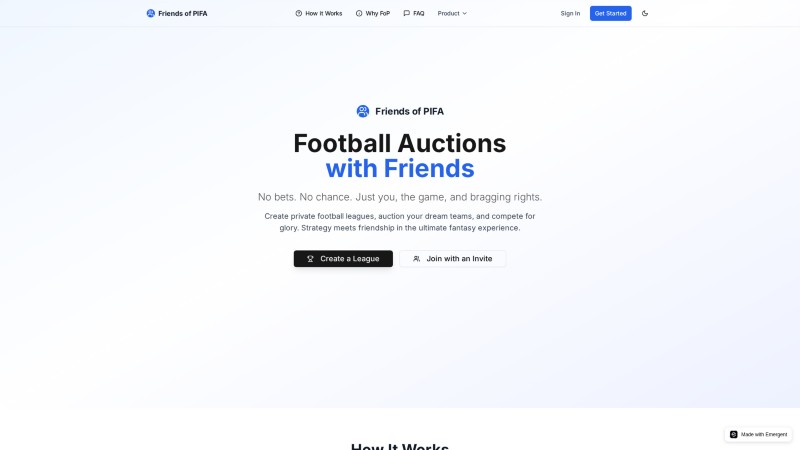 Friends of PIFA
How It Works
Why FoP
FAQ
Product
Sign In
Get Started
Friends of PIFA
Football Auctions
with Friends
No bets. No chance. Just you, the game, and bragging rights.
Create private football leagues, auction your dream teams, and compete for
glory. Strategy meets friendship in the ultimate fantasy experience.
Create a League
Join with an Invite
How It Works
Made with Emergent